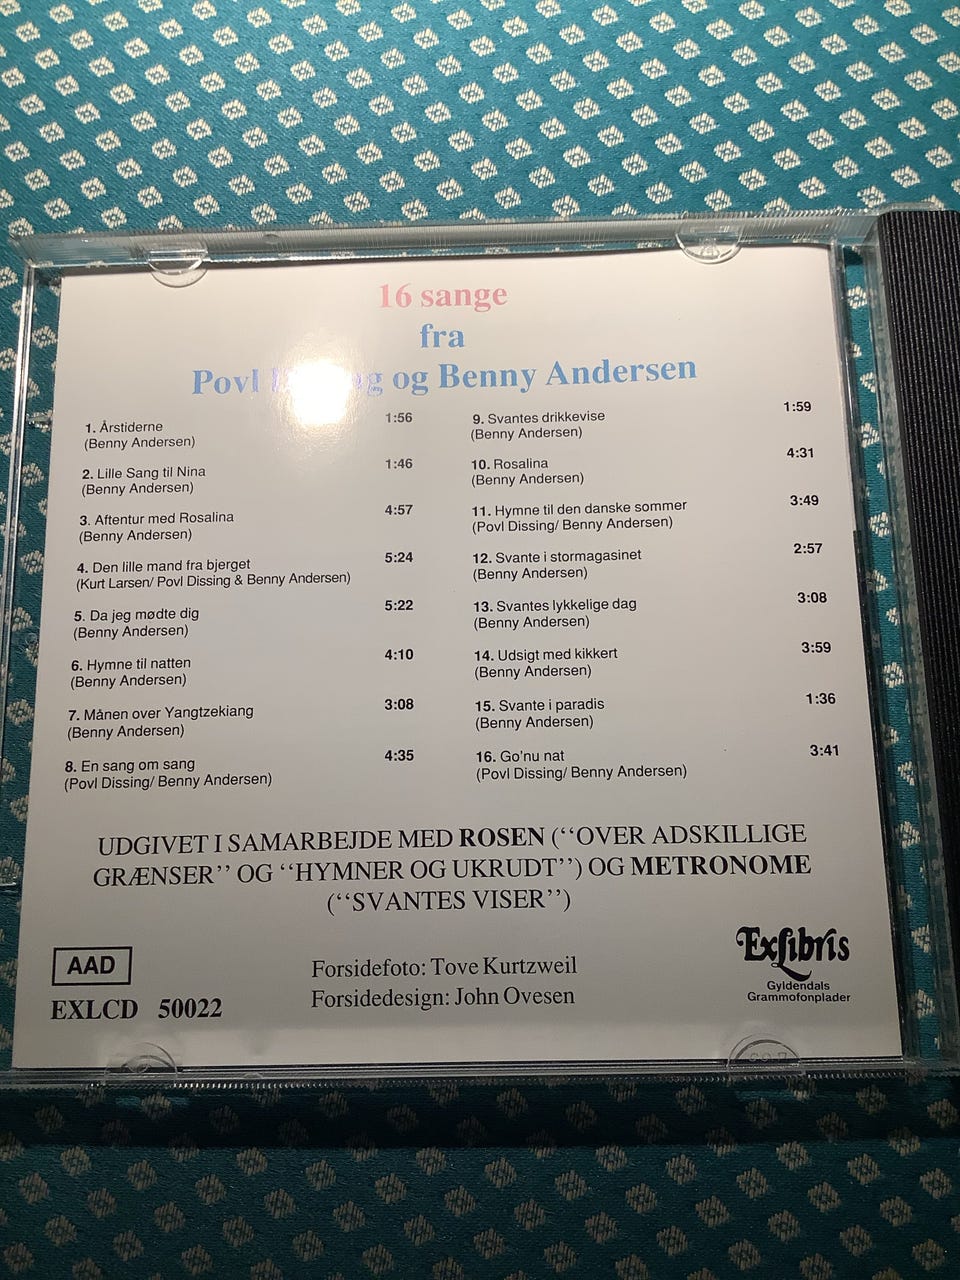 16 sange
fra
Povl og Benny Andersen
1. Årstiderne 1:56
(Benny Andersen)
2. Lille Sang til Nina 1:46
(Benny Andersen)
3. Aftentur med Rosalina 4:57
(Benny Andersen)
4. Den lille mand fra bjerget 5:24
(Kurt Larsen/ Povl Dissing & Benny Andersen)
5. Da jeg mødte dig 5:22
(Benny Andersen)
6. Hymne til natten 4:10
(Benny Andersen)
7. Månen over Yangtzekiang 3:08
(Benny Andersen)
8. En sang om sang 4:35
(Povl Dissing/ Benny Andersen)
9. Svantes drikkevise 1:59
(Benny Andersen)
10. Rosalina 4:31
(Benny Andersen)
11. Hymne til den danske sommer 3:49
(Povl Dissing/ Benny Andersen)
12. Svante i stormagasinet 2:57
(Benny Andersen)
13. Svantes lykkelige dag 3:08
(Benny Andersen)
14. Udsigt med kikkert 3:59
(Benny Andersen)
15. Svante i paradis 1:36
(Benny Andersen)
16. Go'nu nat 3:41
(Povl Dissing/ Benny Andersen)
UDGIVET I SAMARBEJDE MED ROSEN (‘‘OVER ADSKILLIGE
GRÆNSER’’ OG ‘‘HYMNER OG UKRUDT’’) OG METRONOME
(‘‘SVANTES VISER’’)
AAD
EXLCD 50022
Forsidefoto: Tove Kurtzweil
Forsidedesign: John Ovesen
ExLibris
Gyldendals
Grammofonplader